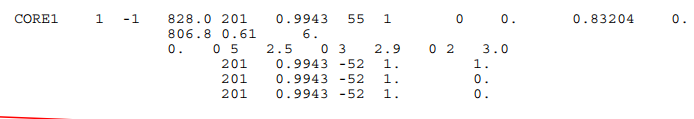 CORE1 1 -1 828.0 201 0.9943 55 1 0 0. 0.83204 0.
806.8 0.61 6.
0. 0 5 2.5 0 3 2.9 0 2 3.0
201 0.9943 -52 1. 1.
201 0.9943 -52 1. 0.
201 0.9943 -52 1. 0.